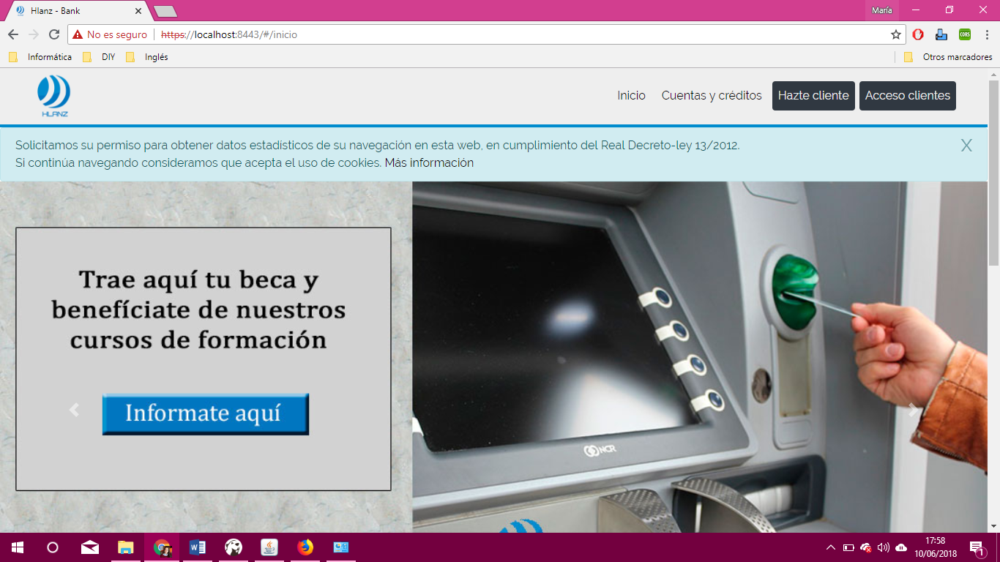 Hlanz - Bank
María
No es seguro
https://localhost:8443/#/inicio
CORS
Informática
DIY
Inglés
Otros marcadores
HLANZ
Inicio
Cuentas y créditos
Hazte cliente
Acceso clientes
Solicitamos su permiso para obtener datos estadísticos de su navegación en esta web, en cumplimiento del Real Decreto-ley 13/2012.
X
Si continúa navegando consideramos que acepta el uso de cookies. Más información
Trae aquí tu beca y
benefíciate de nuestros
cursos de formación
Informate aquí
NCR
17:58
10/06/2018
1